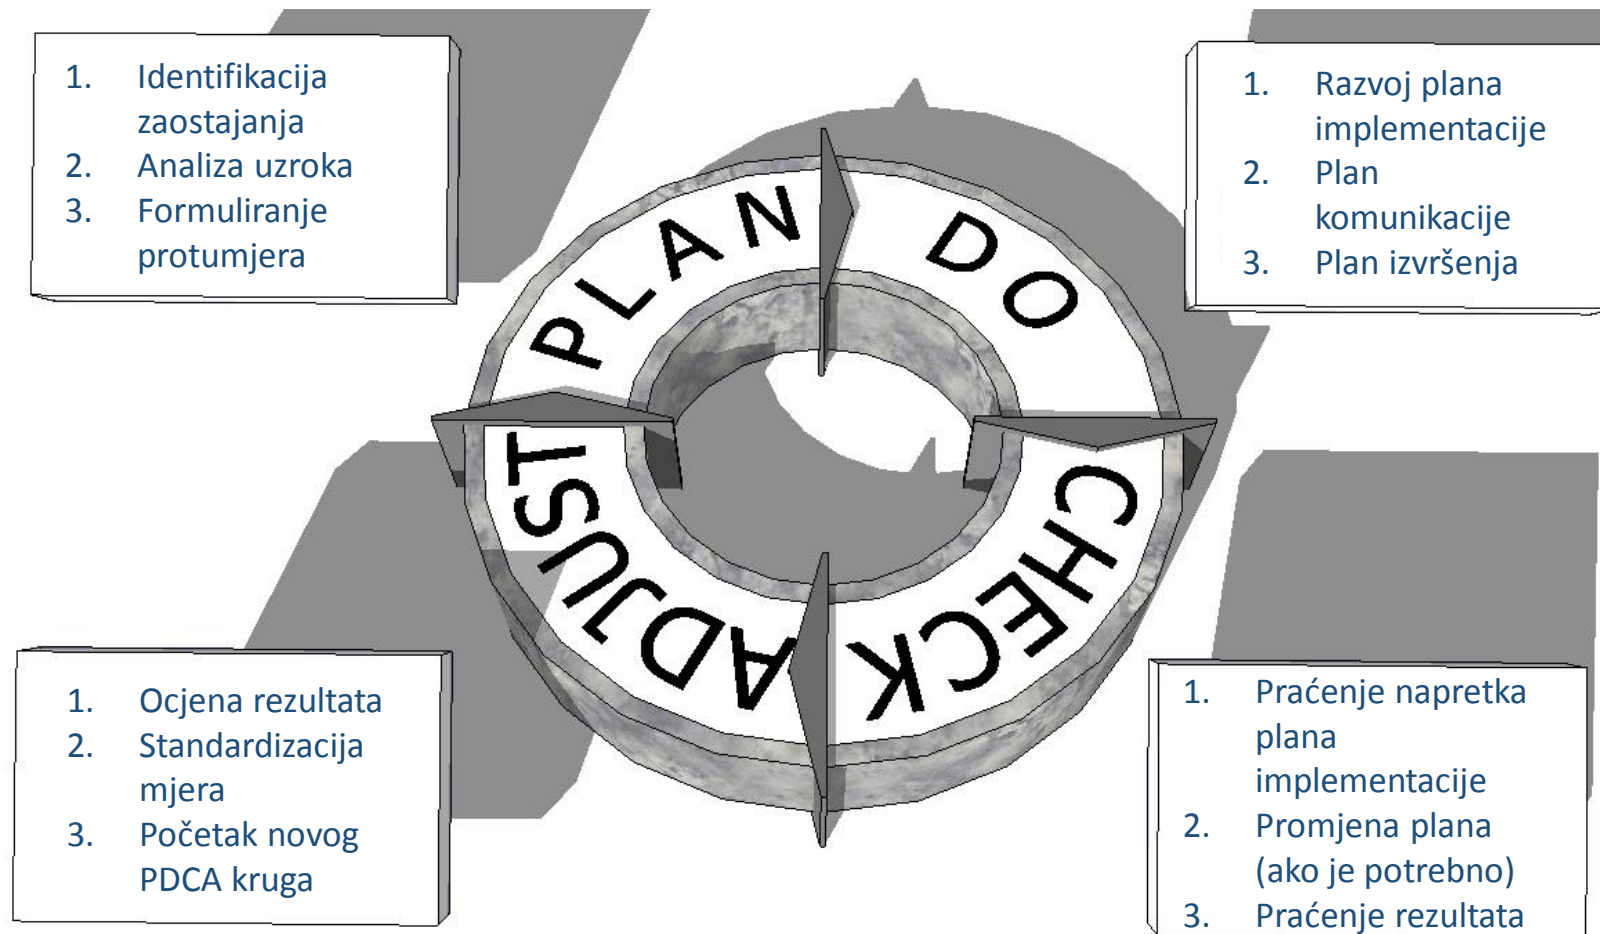 1. Identifikacija
zaostajanja
2. Analiza uzroka
3. Formuliranje
protumjera
PLAN
DO
1. Razvoj plana
implementacije
2. Plan
komunikacije
3. Plan izvršenja
CHECK
ADJUST
1. Ocjena rezultata
2. Standardizacija
mjera
3. Početak novog
PDCA kruga
1. Praćenje napretka
plana
implementacije
2. Promjena plana
(ako je potrebno)
3. Praćenje rezultata